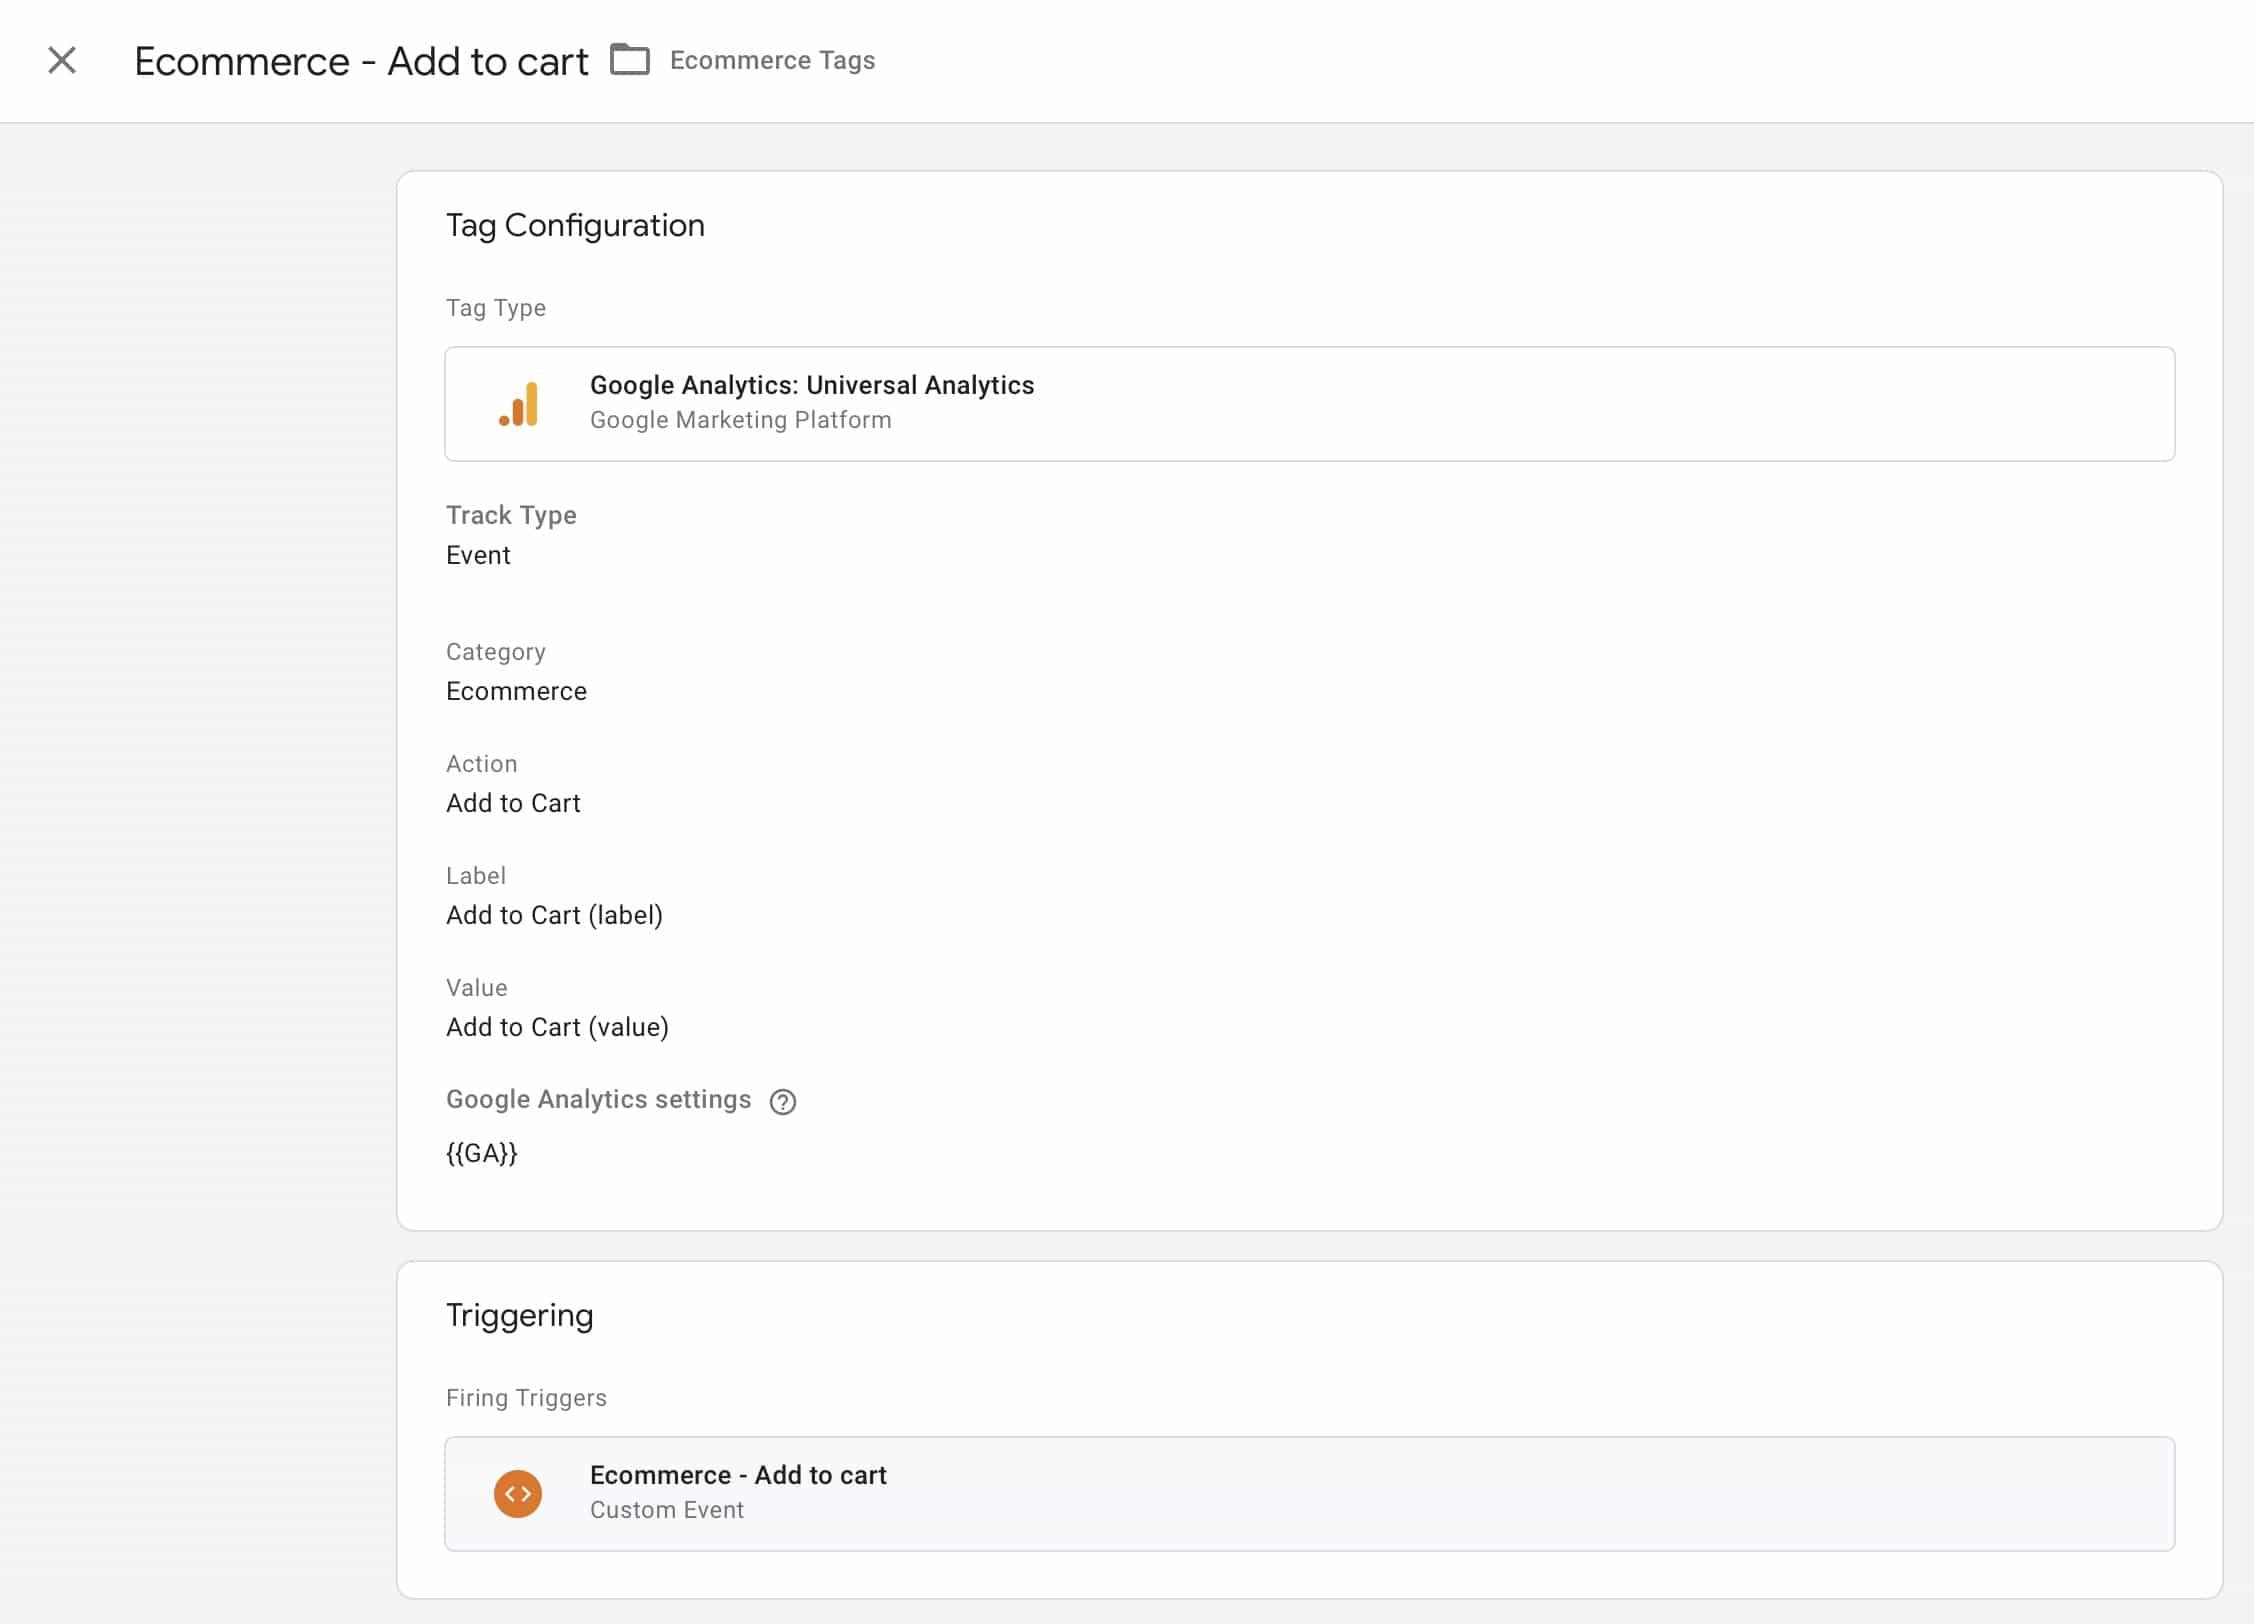 Ecommerce - Add to cart Ecommerce Tags
Tag Configuration
Tag Type
Google Analytics: Universal Analytics
Google Marketing Platform
Track Type
Event
Category
Ecommerce
Action
Add to Cart
Label
Add to Cart (label)
Value
Add to Cart (value)
Google Analytics settings ?
{{GA}}
Triggering
Firing Triggers
Ecommerce - Add to cart
Custom Event